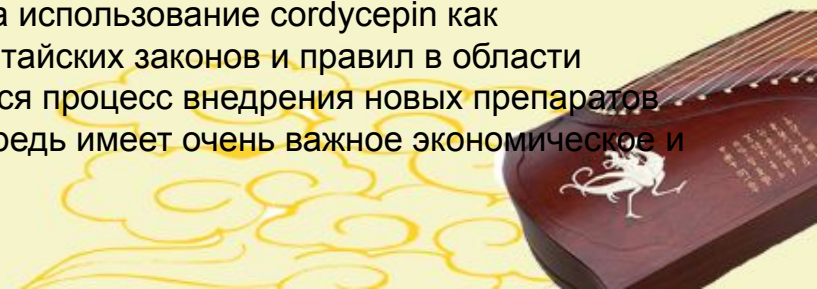 а использование cordycepin как
тайских законов и правил в области
ся процесс внедрения новых препаратов
редь имеет очень важное экономическое и